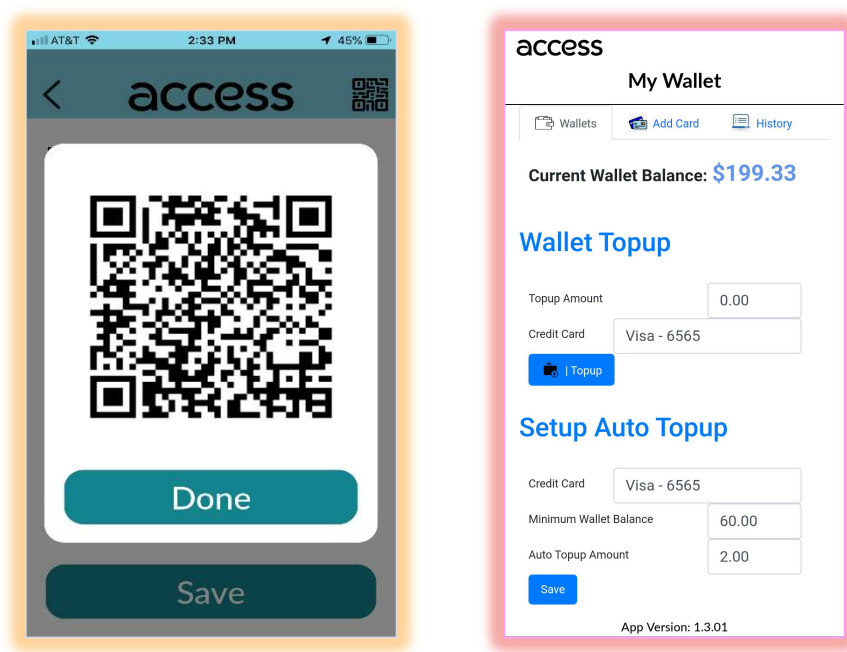 AT&T 2:33 PM 45%
access
Done
Save
access
My Wallet
Wallets Add Card History
Current Wallet Balance: $199.33
Wallet Topup
Topup Amount 0.00
Credit Card Visa - 6565
| Topup
Setup Auto Topup
Credit Card Visa - 6565
Minimum Wallet Balance 60.00
Auto Topup Amount 2.00
Save
App Version: 1.3.01